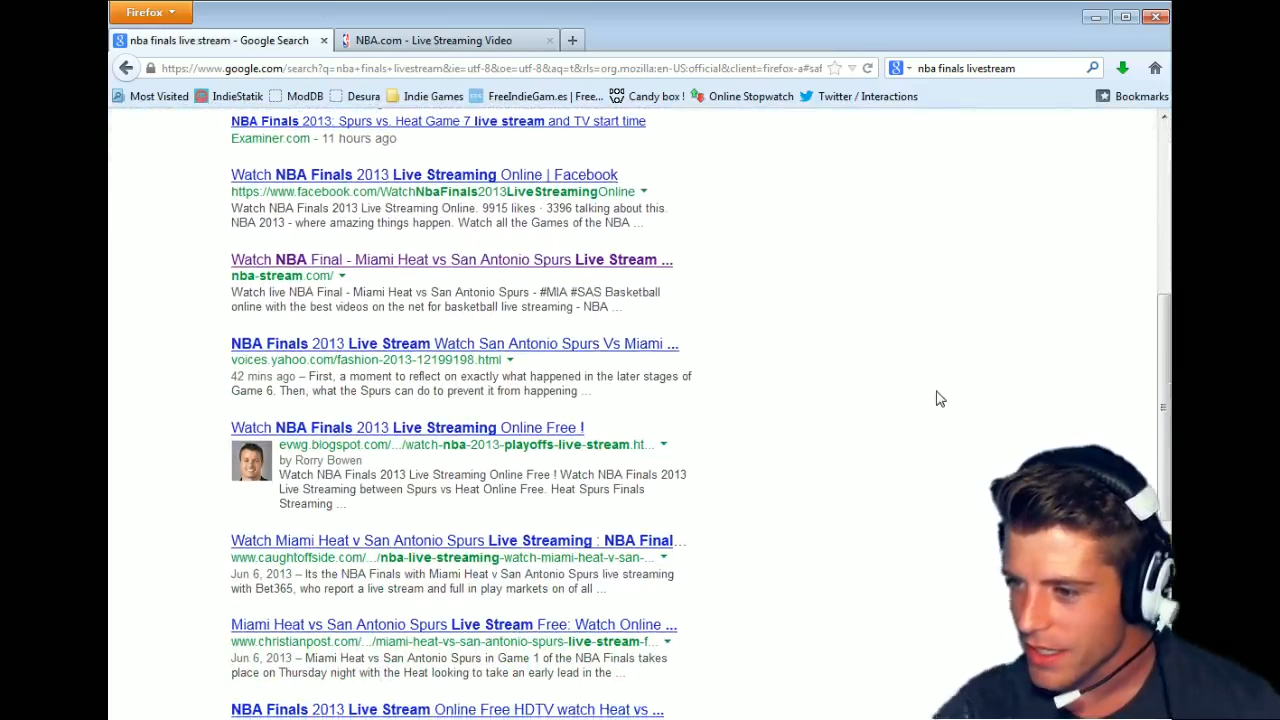 Firefox
nba finals live stream - Google Search
NBA.com - Live Streaming Video
https://www.google.com/search?q=nba+finals+livestream&ie=utf-8&oe=utf-8&aq=t&rls=org.mozilla:en-US:official&client=firefox-a#saf
nba finals livestream
Most Visited IndieStatik ModDB Desura Indie Games FreeIndieGam.es | Free... Candy box ! Online Stopwatch Twitter / Interactions Bookmarks
NBA Finals 2013: Spurs vs. Heat Game 7 live stream and TV start time
Examiner.com - 11 hours ago
Watch NBA Finals 2013 Live Streaming Online | Facebook
https://www.facebook.com/WatchNbaFinals2013LiveStreamingOnline
Watch NBA Finals 2013 Live Streaming Online. 9915 likes · 3396 talking about this.
NBA 2013 - where amazing things happen. Watch all the Games of the NBA ...
Watch NBA Final - Miami Heat vs San Antonio Spurs Live Stream ...
nba-stream.com/
Watch live NBA Final - Miami Heat vs San Antonio Spurs - #MIA #SAS Basketball
online with the best videos on the net for basketball live streaming - NBA ...
NBA Finals 2013 Live Stream Watch San Antonio Spurs Vs Miami ...
voices.yahoo.com/fashion-2013-12199198.html
42 mins ago – First, a moment to reflect on exactly what happened in the later stages of
Game 6. Then, what the Spurs can do to prevent it from happening ...
Watch NBA Finals 2013 Live Streaming Online Free !
evwg.blogspot.com/.../watch-nba-2013-playoffs-live-stream.ht...
by Rorry Bowen
Watch NBA Finals 2013 Live Streaming Online Free ! Watch NBA Finals 2013
Live Streaming between Spurs vs Heat Online Free. Heat Spurs Finals
Streaming ...
Watch Miami Heat v San Antonio Spurs Live Streaming : NBA Final...
www.caughtoffside.com/.../nba-live-streaming-watch-miami-heat-v-san-...
Jun 6, 2013 – Its the NBA Finals with Miami Heat v San Antonio Spurs live streaming
with Bet365, who report a live stream and full in play markets on of all ...
Miami Heat vs San Antonio Spurs Live Stream Free: Watch Online ...
www.christianpost.com/.../miami-heat-vs-san-antonio-spurs-live-stream-f...
Jun 6, 2013 – Miami Heat vs San Antonio Spurs in Game 1 of the NBA Finals takes
place on Thursday night with the Heat looking to take an early lead in the ...
NBA Finals 2013 Live Stream Online Free HDTV watch Heat vs ...